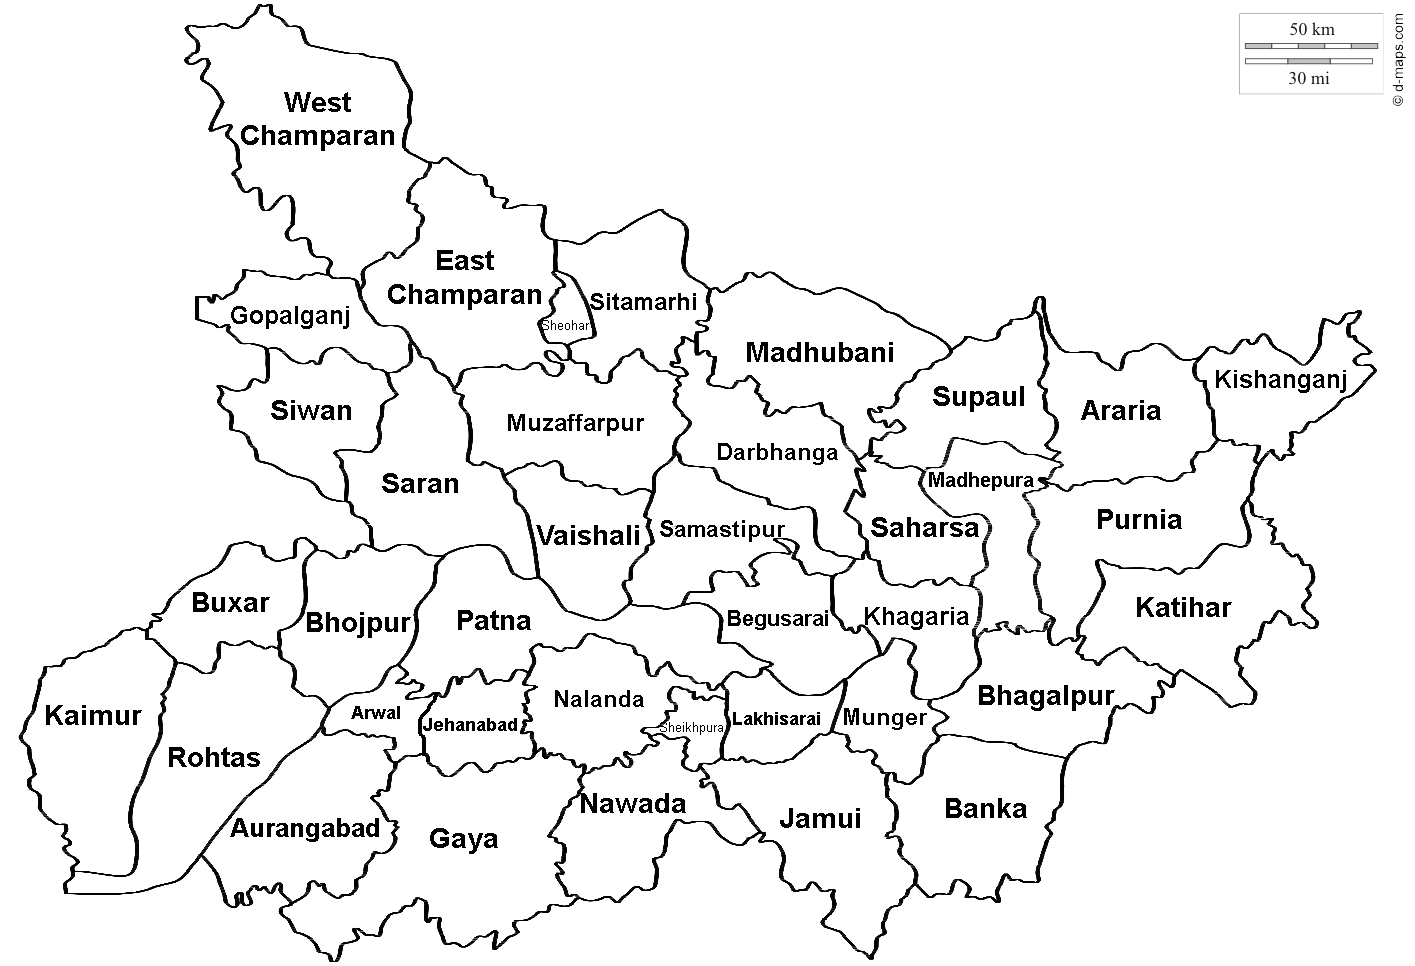 50 km
30 mi
© d-maps.com
West
Champaran
East
Champaran
Sitamarhi
Gopalganj
Sheohar
Madhubani
Kishanganj
Supaul
Araria
Siwan
Muzaffarpur
Darbhanga
Saran
Madhepura
Vaishali
Samastipur
Saharsa
Purnia
Buxar
Bhojpur
Patna
Begusarai
Khagaria
Katihar
Kaimur
Arwal
Jehanabad
Nalanda
Sheikhpura
Lakhisarai
Munger
Bhagalpur
Rohtas
Aurangabad
Gaya
Nawada
Jamui
Banka